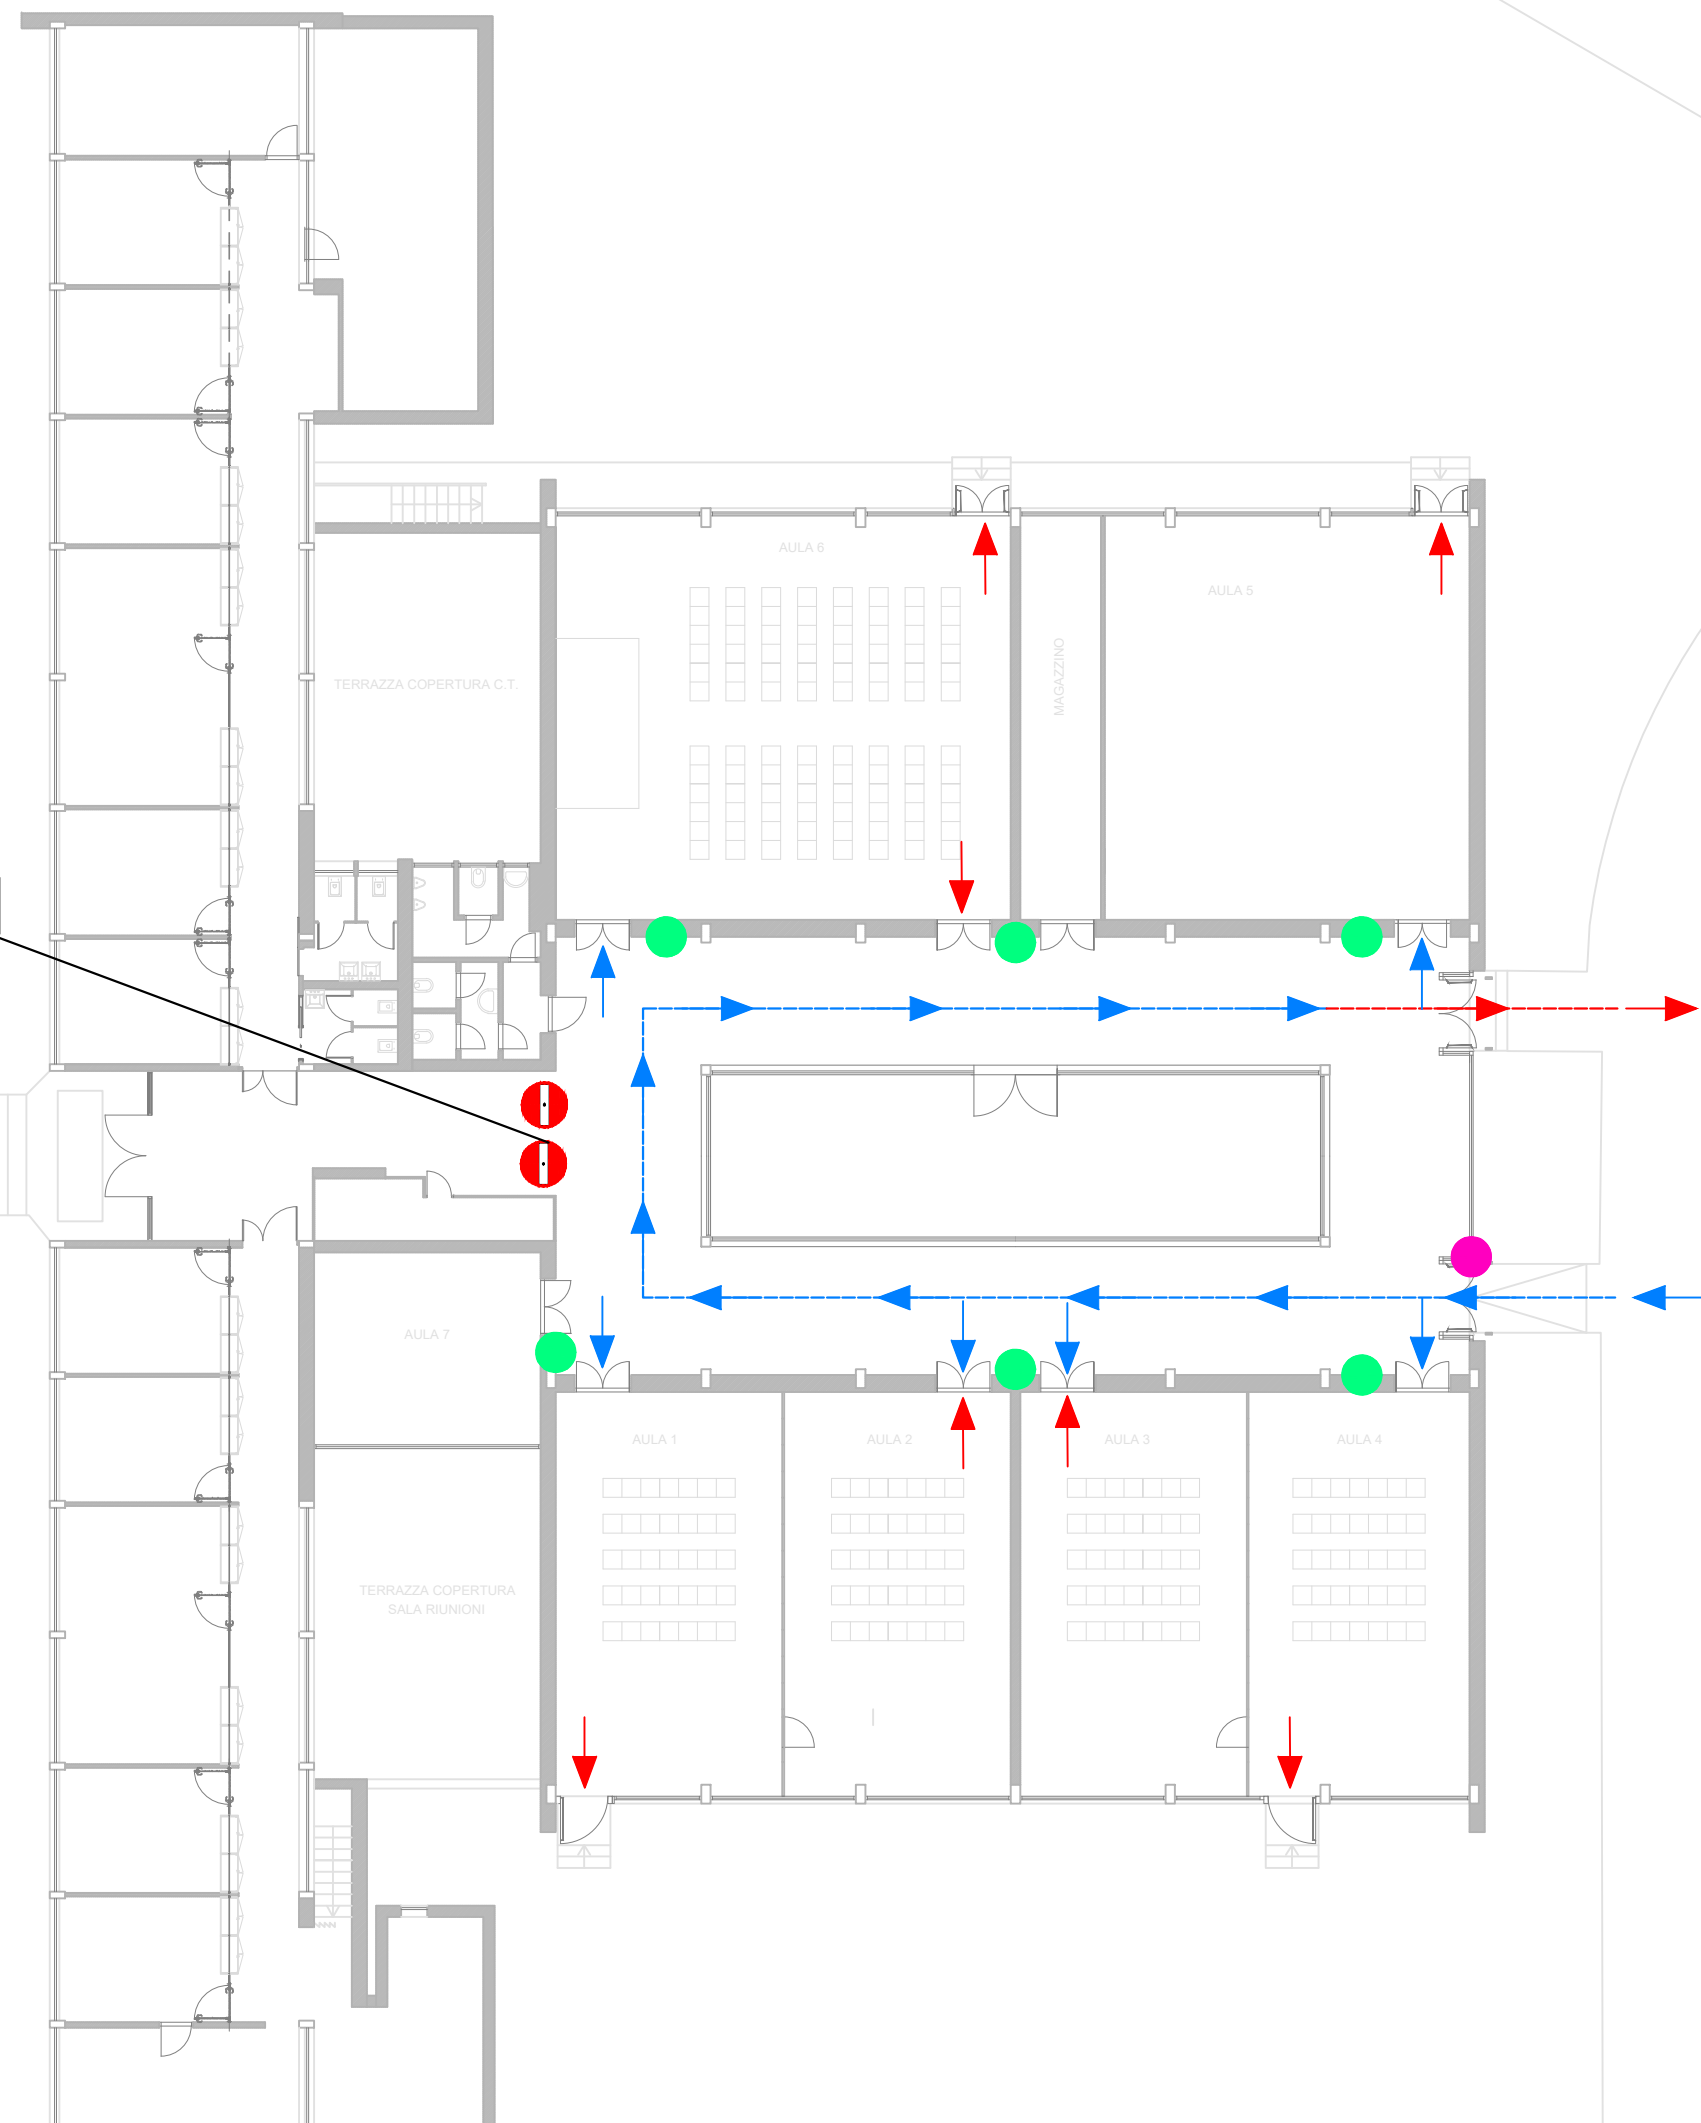 AULA 6
AULA 5
MAGAZZINO
TERRAZZA COPERTURA C.T.
AULA 7
AULA 1
AULA 2
AULA 3
AULA 4
TERRAZZA COPERTURA
SALA RIUNIONI